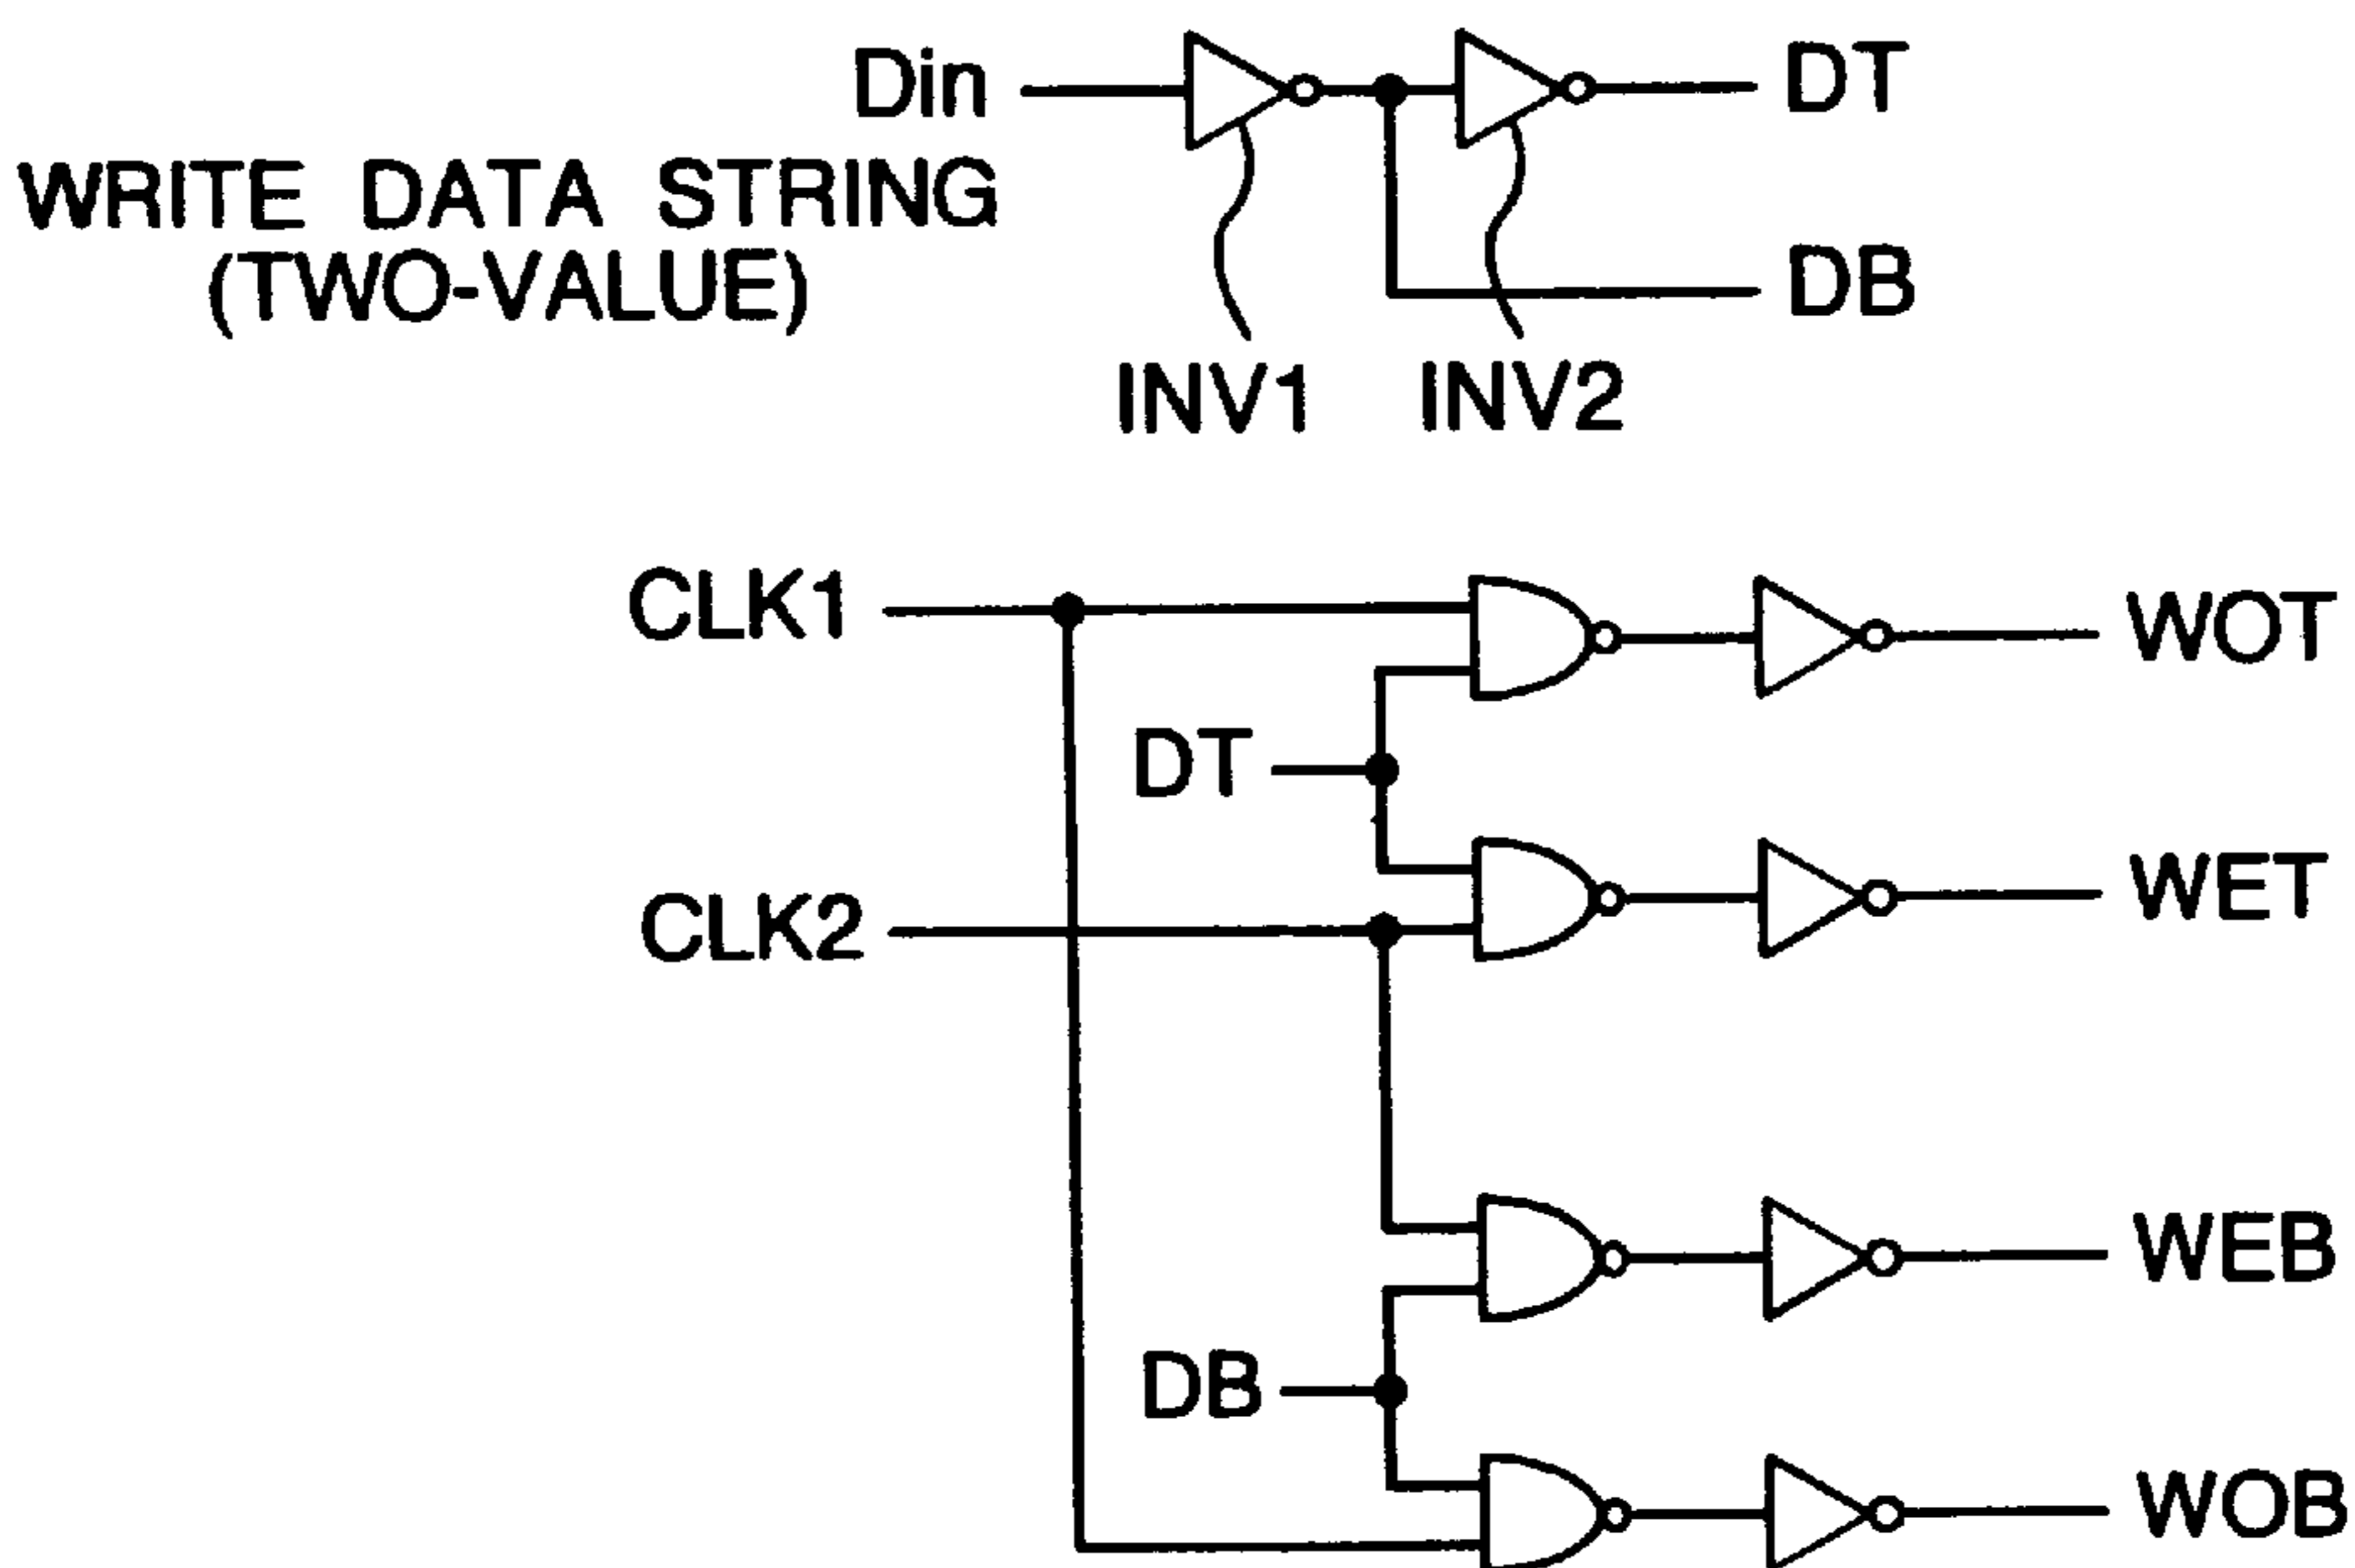 Din
DT
WRITE DATA STRING
(TWO-VALUE)
DB
INV1
INV2
CLK1
WOT
DT
WET
CLK2
WEB
DB
WOB